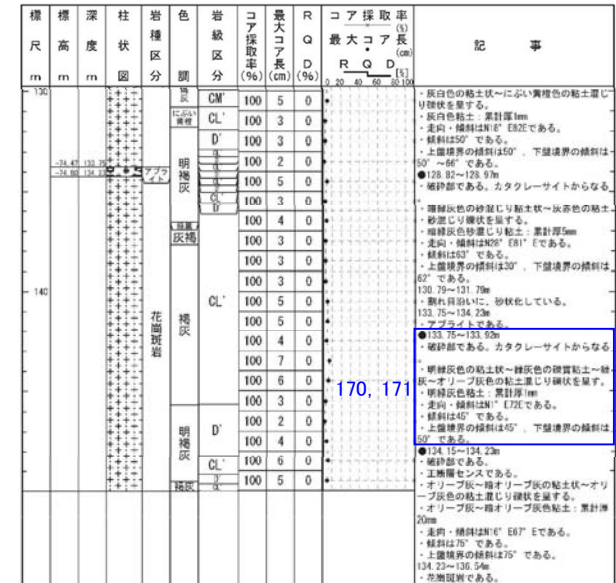 標尺 m
標高 m
深度 m
柱状図
岩種区分
色調
岩級区分
コア採取率(%)
最大コア長(cm)
RQD(%)
コア採取率(%)
最大コア長(cm)
RQD[%]
0 20 40 60 80 100
記事
130
140
-74.47 133.75
アプライト
花崗斑岩
にぶい黄橙
明褐灰
灰褐
褐灰
明褐灰
褐灰
CM'
CL'
D'
CL'
D'
CL'
D'
CL'
100 5 0
100 3 0
100 3 0
100 2 0
100 5 0
100 3 0
100 4 0
100 3 0
100 3 0
100 3 0
100 5 0
100 5 0
100 4 0
100 7 0
100 6 0
100 3 0
100 2 0
100 4 0
100 6 0
100 5 0
170, 171
・灰白色の粘土状~にぶい黄橙色の粘土混じ
り礫状を呈する。
・灰白色粘土:累計厚1mm
・走向・傾斜はN18°E82Eである。
・傾斜は50°である。
・上盤境界の傾斜は50°、下盤境界の傾斜は
50°~66°である。
●128.82~128.97m
・破砕部である。カタクレーサイトからなる
。
・暗緑灰色の砂混じり粘土状~灰赤色の粘土
・砂混じり礫状を呈する。
・暗緑灰色砂混じり粘土:累計厚5mm
・走向・傾斜はN28°E81°Eである。
・傾斜は63°である。
・上盤境界の傾斜は30°、下盤境界の傾斜は
62°である。
130.79~131.79m
・割れ目沿いに、砂状化している。
133.75~134.23m
・アプライトである。
●133.75~133.92m
・破砕部である。カタクレーサイトからなる
。
・明緑灰色の粘土状~緑灰色の礫質粘土~緑
灰~オリーブ灰色の粘土混じり礫状を呈す。
・明緑灰色粘土:累計厚1mm
・走向・傾斜はN1°E72Eである。
・傾斜は45°である。
・上盤境界の傾斜は45°、下盤境界の傾斜は
50°である。
●134.15~134.23m
・破砕部である。
・正断層センスである。
・オリーブ灰~暗オリーブ灰の粘土状~オリ
ーブ灰色の粘土混じり礫状を呈する。
・オリーブ灰~暗オリーブ灰色粘土:累計厚
20mm
・走向・傾斜はN16°E67°Eである。
・傾斜は75°である。
・上盤境界の傾斜は75°である。
134.23~136.54m
・花崗斑岩である。